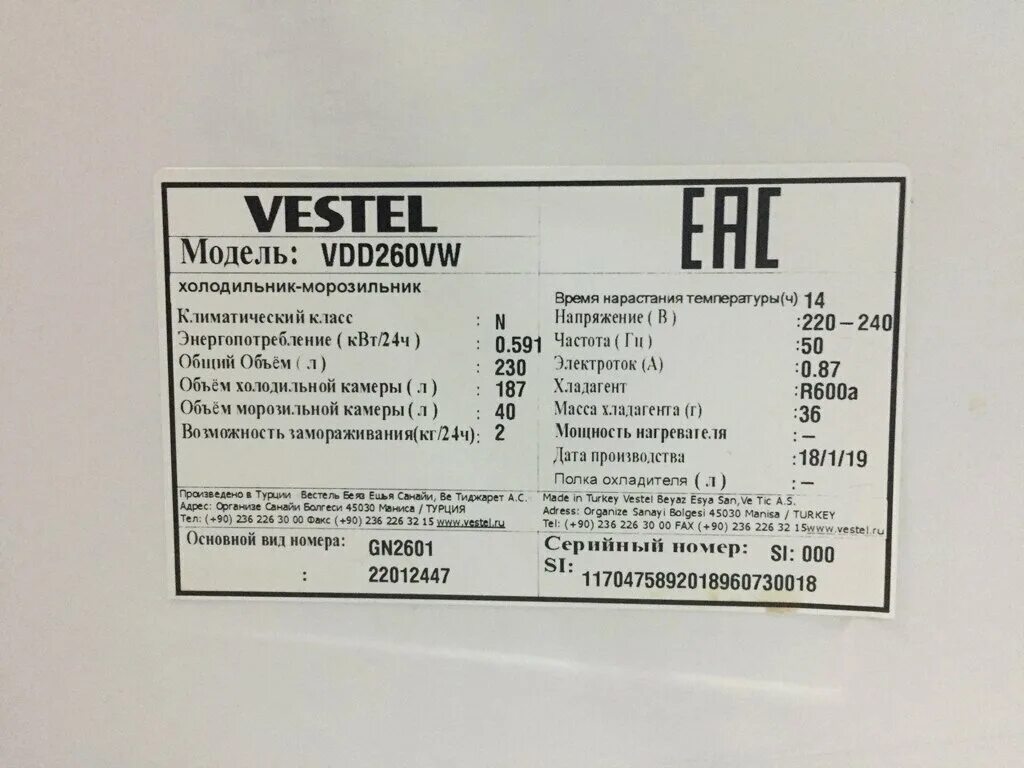 VESTEL
EAC
Модель: VDD260VW
холодильник-морозильник
Климатический класс : N
Энергопотребление ( кВт/24ч ) : 0.591
Общий Объём ( л ) : 230
Объём холодильной камеры ( л ) : 187
Объём морозильной камеры ( л ) : 40
Возможность замораживания(кг/24ч): 2
Время нарастания температуры(ч) 14
Напряжение ( В ) :220-240
Частота ( Гц ) :50
Электроток (А) :0.87
Хладагент :R600a
Масса хладагента (г) :36
Мощность нагревателя :–
Дата производства :18/1/19
Полка охладителя ( л ) :–
Произведено в Турции Вестель Беяз Ешья Санайи, Ве Тиджарет А.С.
Адрес: Организе Санайи Болгеси 45030 Маниса / ТУРЦИЯ
Тел: (+90) 236 226 30 00 Факс (+90) 236 226 32 15 www.vestel.ru
Made in Turkey Vestel Beyaz Esya San,Ve Tic A.S.
Adress: Organize Sanayi Bolgesi 45030 Manisa / TURKEY
Tel: (+90) 236 226 30 00 FAX (+90) 236 226 32 15www.vestel.ru
Основной вид номера: GN2601
: 22012447
Серийный номер: SI: 000
SI: 1170475892018960730018